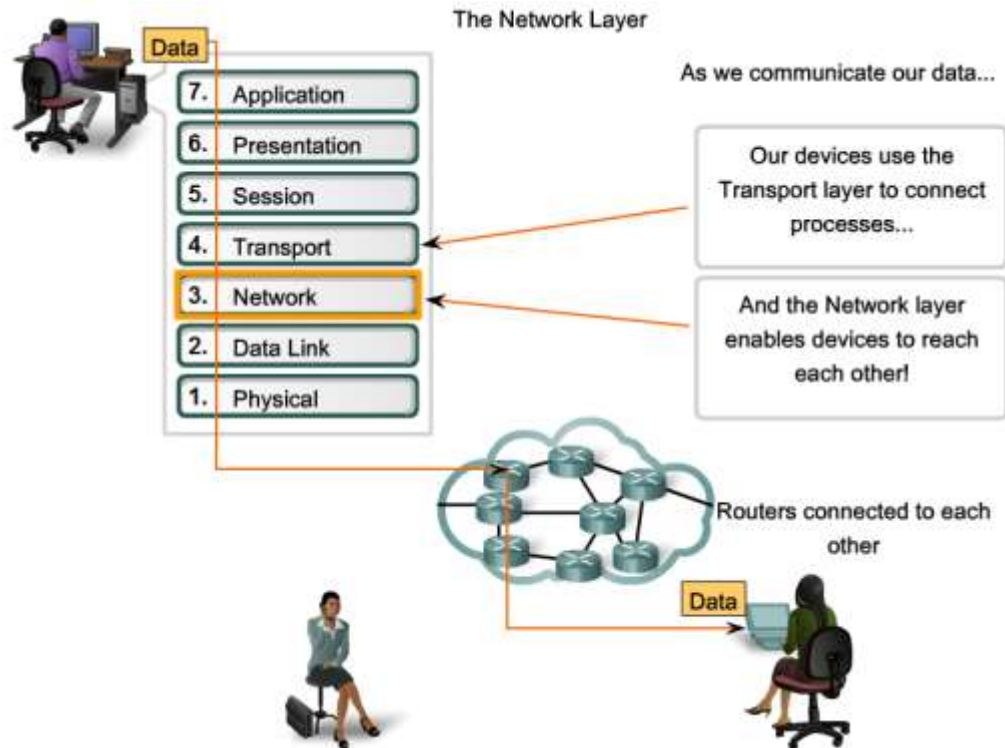 The Network Layer
Data
As we communicate our data...
7. Application
6. Presentation
5. Session
4. Transport
3. Network
2. Data Link
1. Physical
Our devices use the
Transport layer to connect
processes...
And the Network layer
enables devices to reach
each other!
Routers connected to each
other
Data